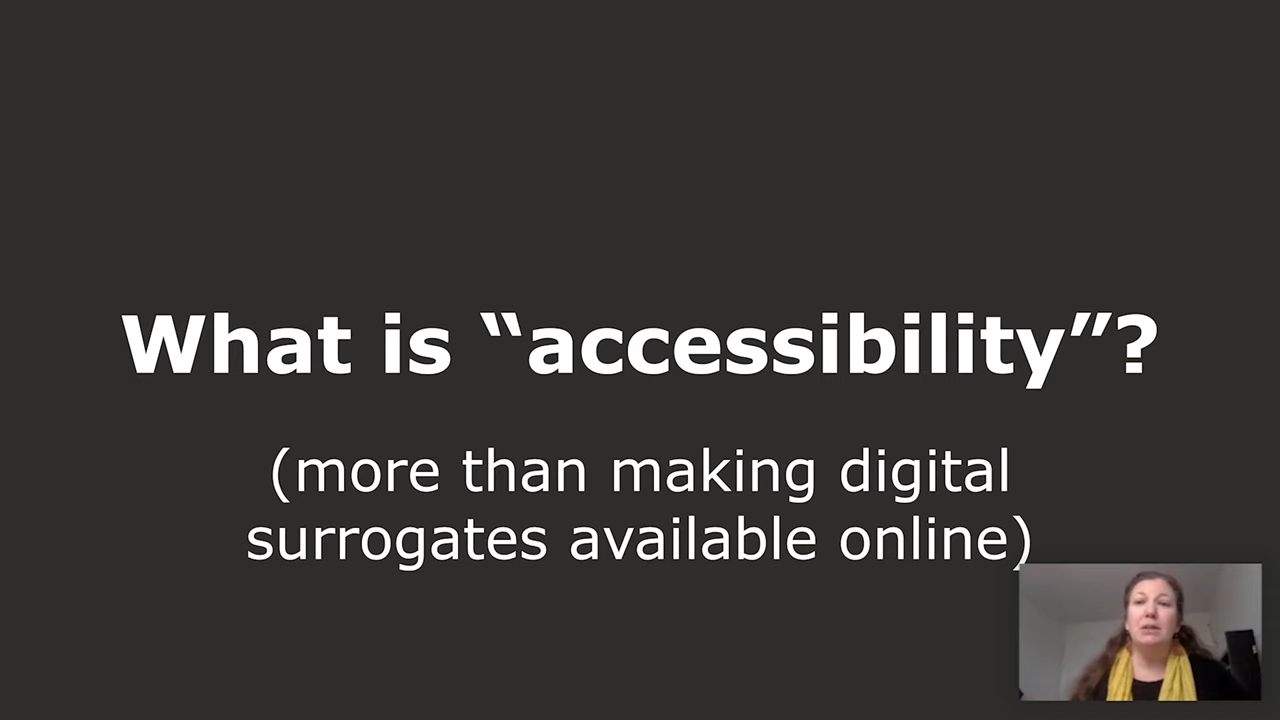 What is “accessibility”?
(more than making digital
surrogates available online)